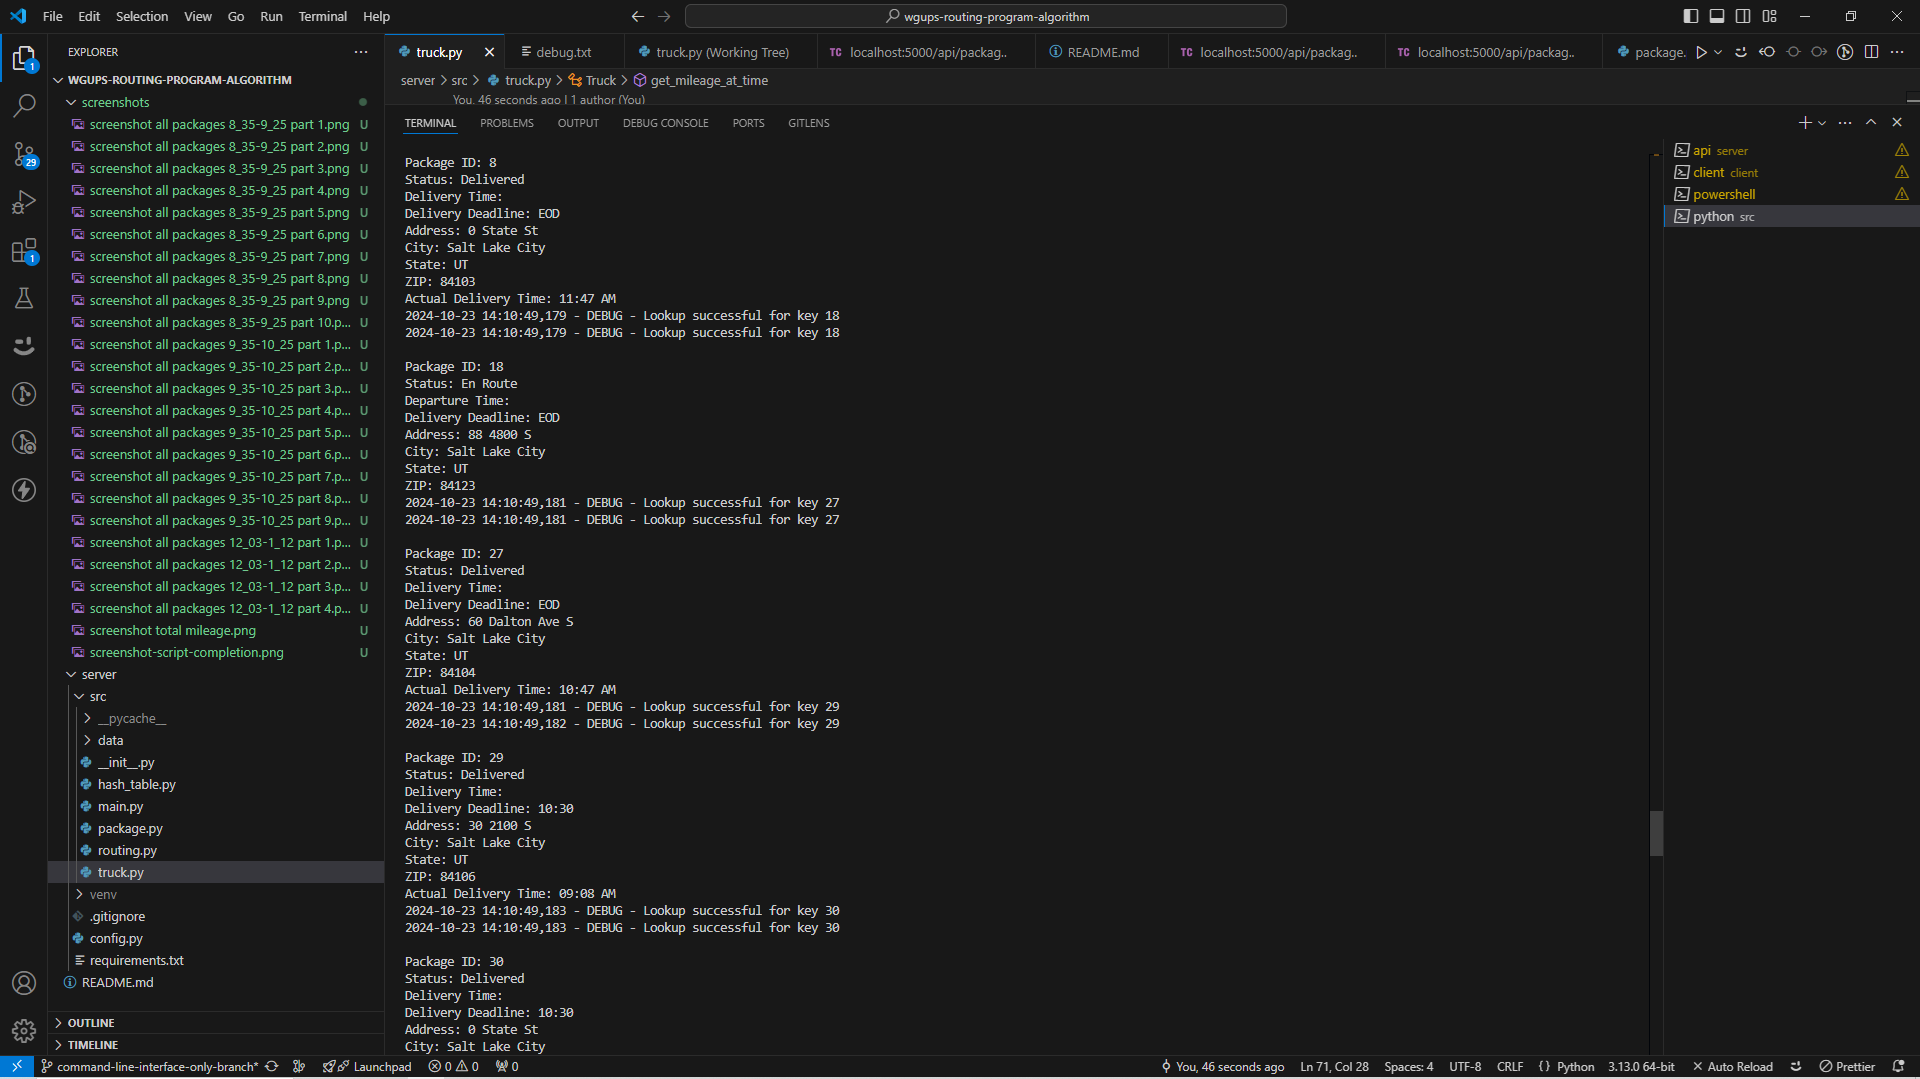 File Edit Selection View Go Run Terminal Help
wgups-routing-program-algorithm
EXPLORER
WGUPS-ROUTING-PROGRAM-ALGORITHM
screenshots
screenshot all packages 8_35-9_25 part 1.png U
screenshot all packages 8_35-9_25 part 2.png U
screenshot all packages 8_35-9_25 part 3.png U
screenshot all packages 8_35-9_25 part 4.png U
screenshot all packages 8_35-9_25 part 5.png U
screenshot all packages 8_35-9_25 part 6.png U
screenshot all packages 8_35-9_25 part 7.png U
screenshot all packages 8_35-9_25 part 8.png U
screenshot all packages 8_35-9_25 part 9.png U
screenshot all packages 8_35-9_25 part 10.p... U
screenshot all packages 9_35-10_25 part 1.p... U
screenshot all packages 9_35-10_25 part 2.p... U
screenshot all packages 9_35-10_25 part 3.p... U
screenshot all packages 9_35-10_25 part 4.p... U
screenshot all packages 9_35-10_25 part 5.p... U
screenshot all packages 9_35-10_25 part 6.p... U
screenshot all packages 9_35-10_25 part 7.p... U
screenshot all packages 9_35-10_25 part 8.p... U
screenshot all packages 9_35-10_25 part 9.p... U
screenshot all packages 12_03-1_12 part 1.p... U
screenshot all packages 12_03-1_12 part 2.p... U
screenshot all packages 12_03-1_12 part 3.p... U
screenshot all packages 12_03-1_12 part 4.p... U
screenshot total mileage.png U
screenshot-script-completion.png U
server
src
__pycache__
data
__init__.py
hash_table.py
main.py
package.py
routing.py
truck.py
venv
.gitignore
config.py
requirements.txt
README.md
OUTLINE
TIMELINE
1
29
1
truck.py debug.txt truck.py (Working Tree) TC localhost:5000/api/packag.. README.md TC localhost:5000/api/packag.. TC localhost:5000/api/packag.. package.
server > src > truck.py > Truck > get_mileage_at_time
You, 46 seconds ago | 1 author (You)
TERMINAL PROBLEMS OUTPUT DEBUG CONSOLE PORTS GITLENS
Package ID: 8
Status: Delivered
Delivery Time:
Delivery Deadline: EOD
Address: 0 State St
City: Salt Lake City
State: UT
ZIP: 84103
Actual Delivery Time: 11:47 AM
2024-10-23 14:10:49,179 - DEBUG - Lookup successful for key 18
2024-10-23 14:10:49,179 - DEBUG - Lookup successful for key 18
Package ID: 18
Status: En Route
Departure Time:
Delivery Deadline: EOD
Address: 88 4800 S
City: Salt Lake City
State: UT
ZIP: 84123
2024-10-23 14:10:49,181 - DEBUG - Lookup successful for key 27
2024-10-23 14:10:49,181 - DEBUG - Lookup successful for key 27
Package ID: 27
Status: Delivered
Delivery Time:
Delivery Deadline: EOD
Address: 60 Dalton Ave S
City: Salt Lake City
State: UT
ZIP: 84104
Actual Delivery Time: 10:47 AM
2024-10-23 14:10:49,181 - DEBUG - Lookup successful for key 29
2024-10-23 14:10:49,182 - DEBUG - Lookup successful for key 29
Package ID: 29
Status: Delivered
Delivery Time:
Delivery Deadline: 10:30
Address: 30 2100 S
City: Salt Lake City
State: UT
ZIP: 84106
Actual Delivery Time: 09:08 AM
2024-10-23 14:10:49,183 - DEBUG - Lookup successful for key 30
2024-10-23 14:10:49,183 - DEBUG - Lookup successful for key 30
Package ID: 30
Status: Delivered
Delivery Time:
Delivery Deadline: 10:30
Address: 0 State St
City: Salt Lake City
api server
client client
powershell
python src
command-line-interface-only-branch* Launchpad 0 0 0 You, 46 seconds ago Ln 71, Col 28 Spaces: 4 UTF-8 CRLF {} Python 3.13.0 64-bit Auto Reload Prettier